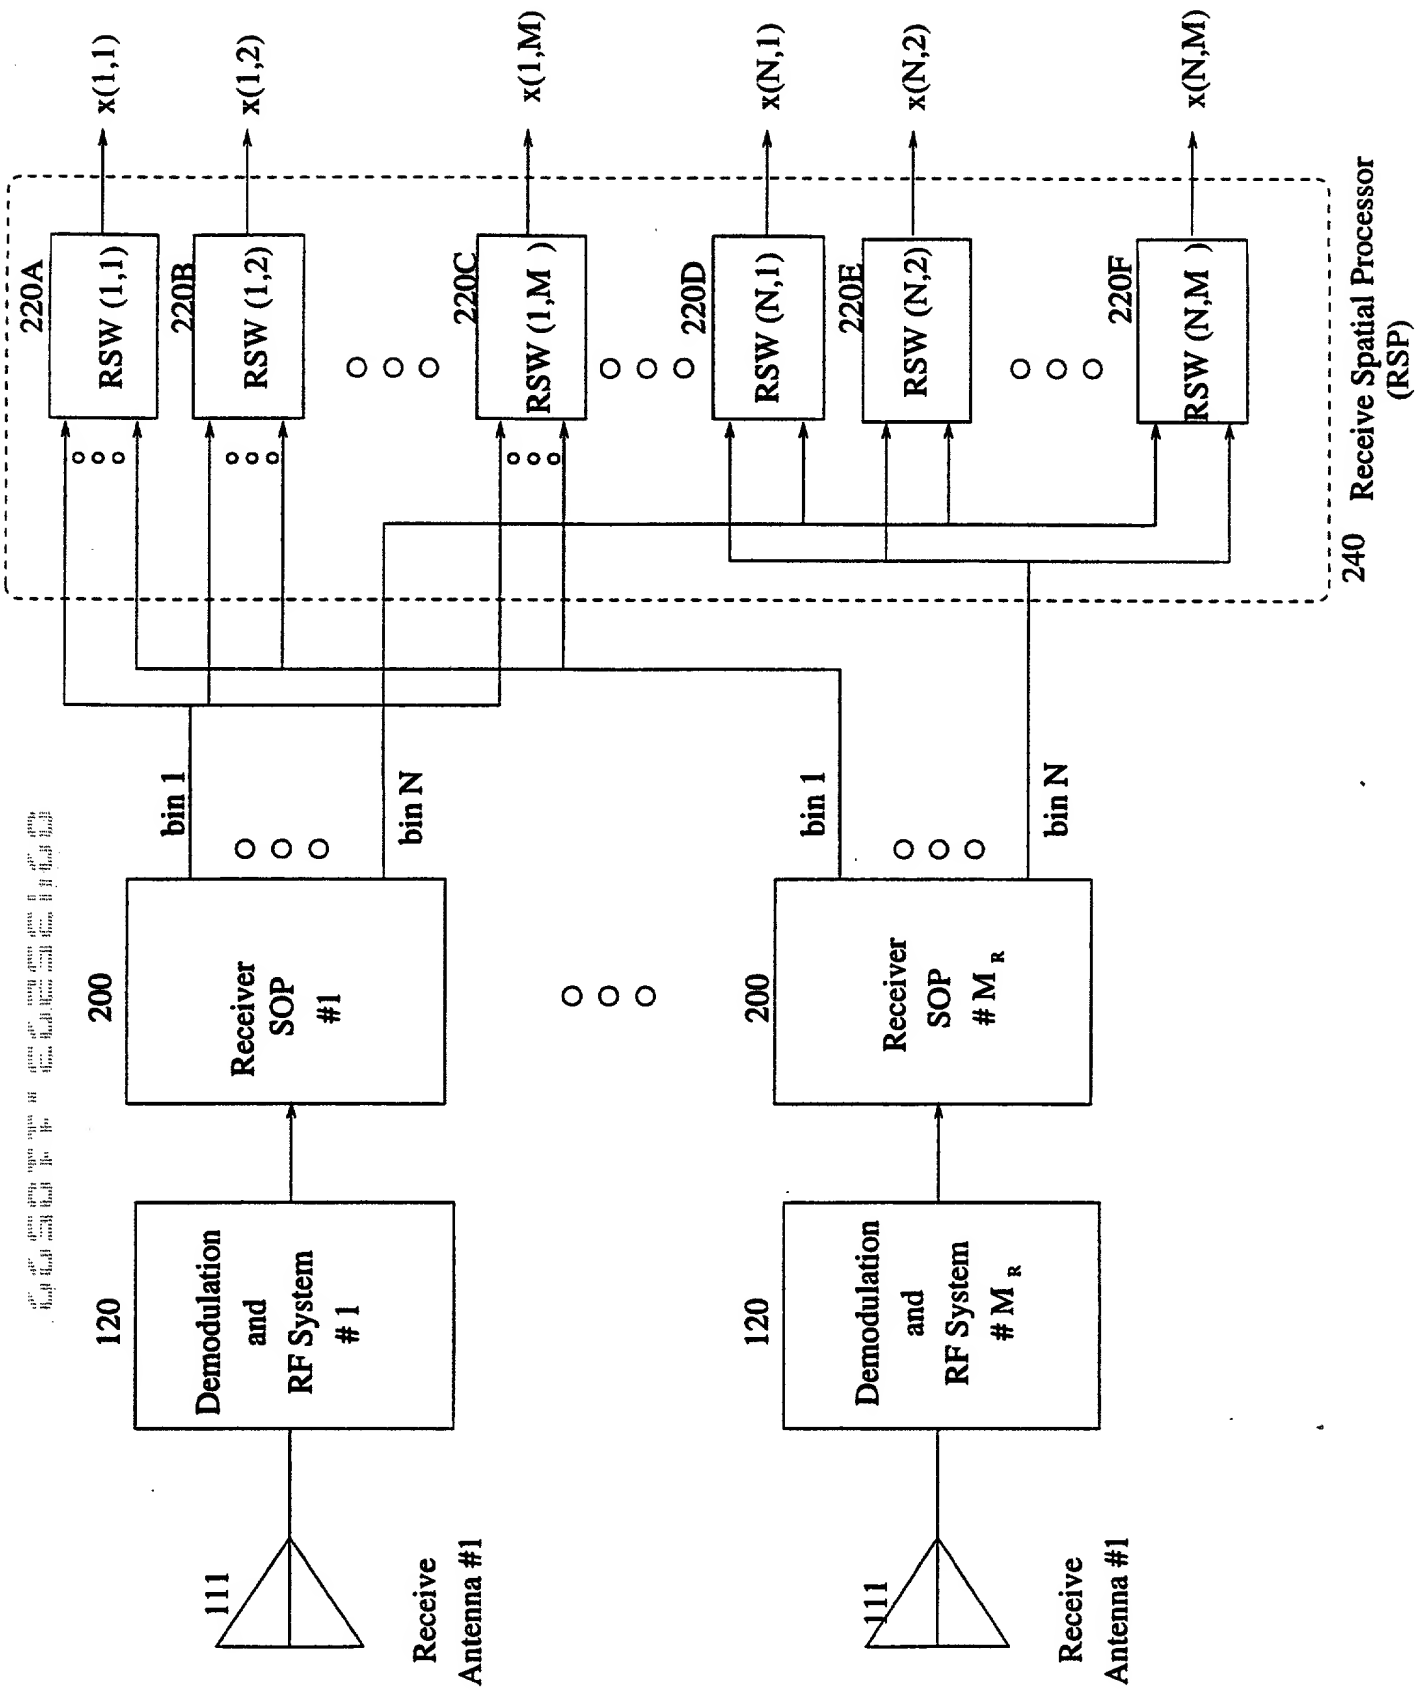 111
Receive
Antenna #1
120
Demodulation
and
RF System
# 1
200
Receiver
SOP
#1
bin 1
bin N
111
Receive
Antenna #1
120
Demodulation
and
RF System
# M R
200
Receiver
SOP
# M R
bin 1
bin N
220A
RSW (1,1)
x(1,1)
220B
RSW (1,2)
x(1,2)
220C
RSW (1,M )
x(1,M)
220D
RSW (N,1)
x(N,1)
220E
RSW (N,2)
x(N,2)
220F
RSW (N,M )
x(N,M)
240 Receive Spatial Processor
(RSP)